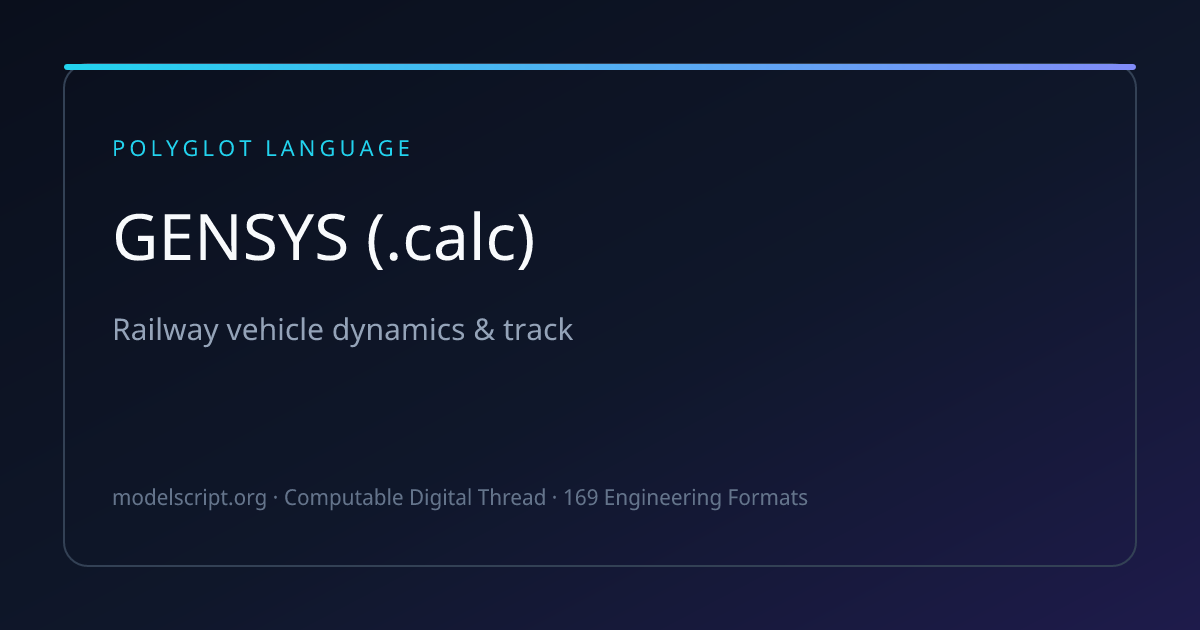 POLYGLOT LANGUAGE
GENSYS (.calc)
Railway vehicle dynamics & track
modelscript.org · Computable Digital Thread · 169 Engineering Formats